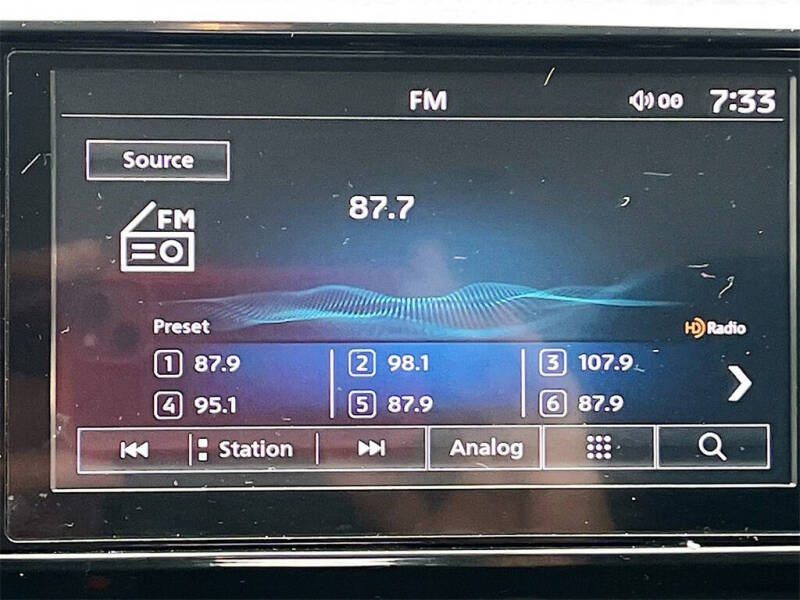 FM 00 7:33
Source
FM
87.7
Preset HD Radio
1 87.9 2 98.1 3 107.9
4 95.1 5 87.9 6 87.9
Station Analog